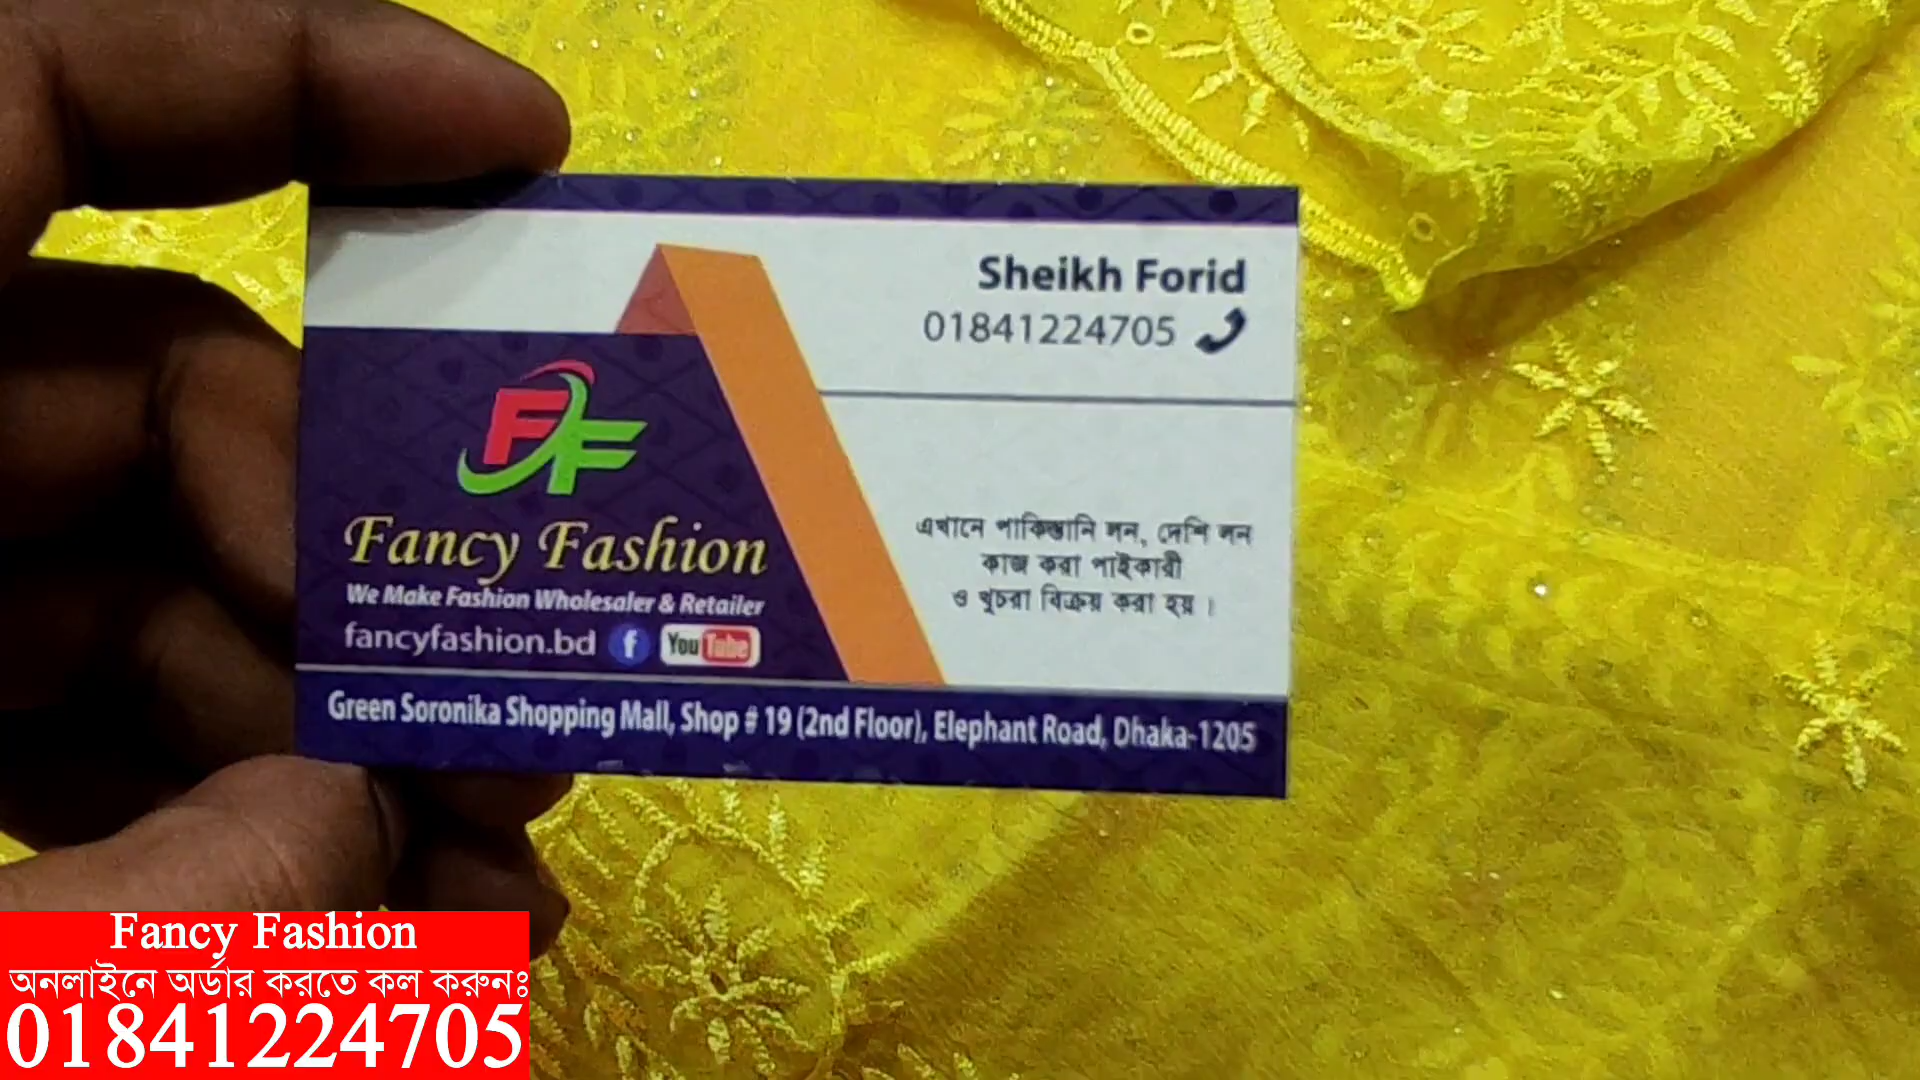 Sheikh Forid
01841224705
FF
Fancy Fashion
We Make Fashion Wholesaler & Retailer
fancyfashion.bd f YouTube
এখানে পাকিস্তানি লন, দেশি লন
কাজ করা পাইকারী
ও খুচরা বিক্রয় করা হয় ।
Green Soronika Shopping Mall, Shop # 19 (2nd Floor), Elephant Road, Dhaka-1205
Fancy Fashion
অনলাইনে অর্ডার করতে কল করুনঃ
01841224705